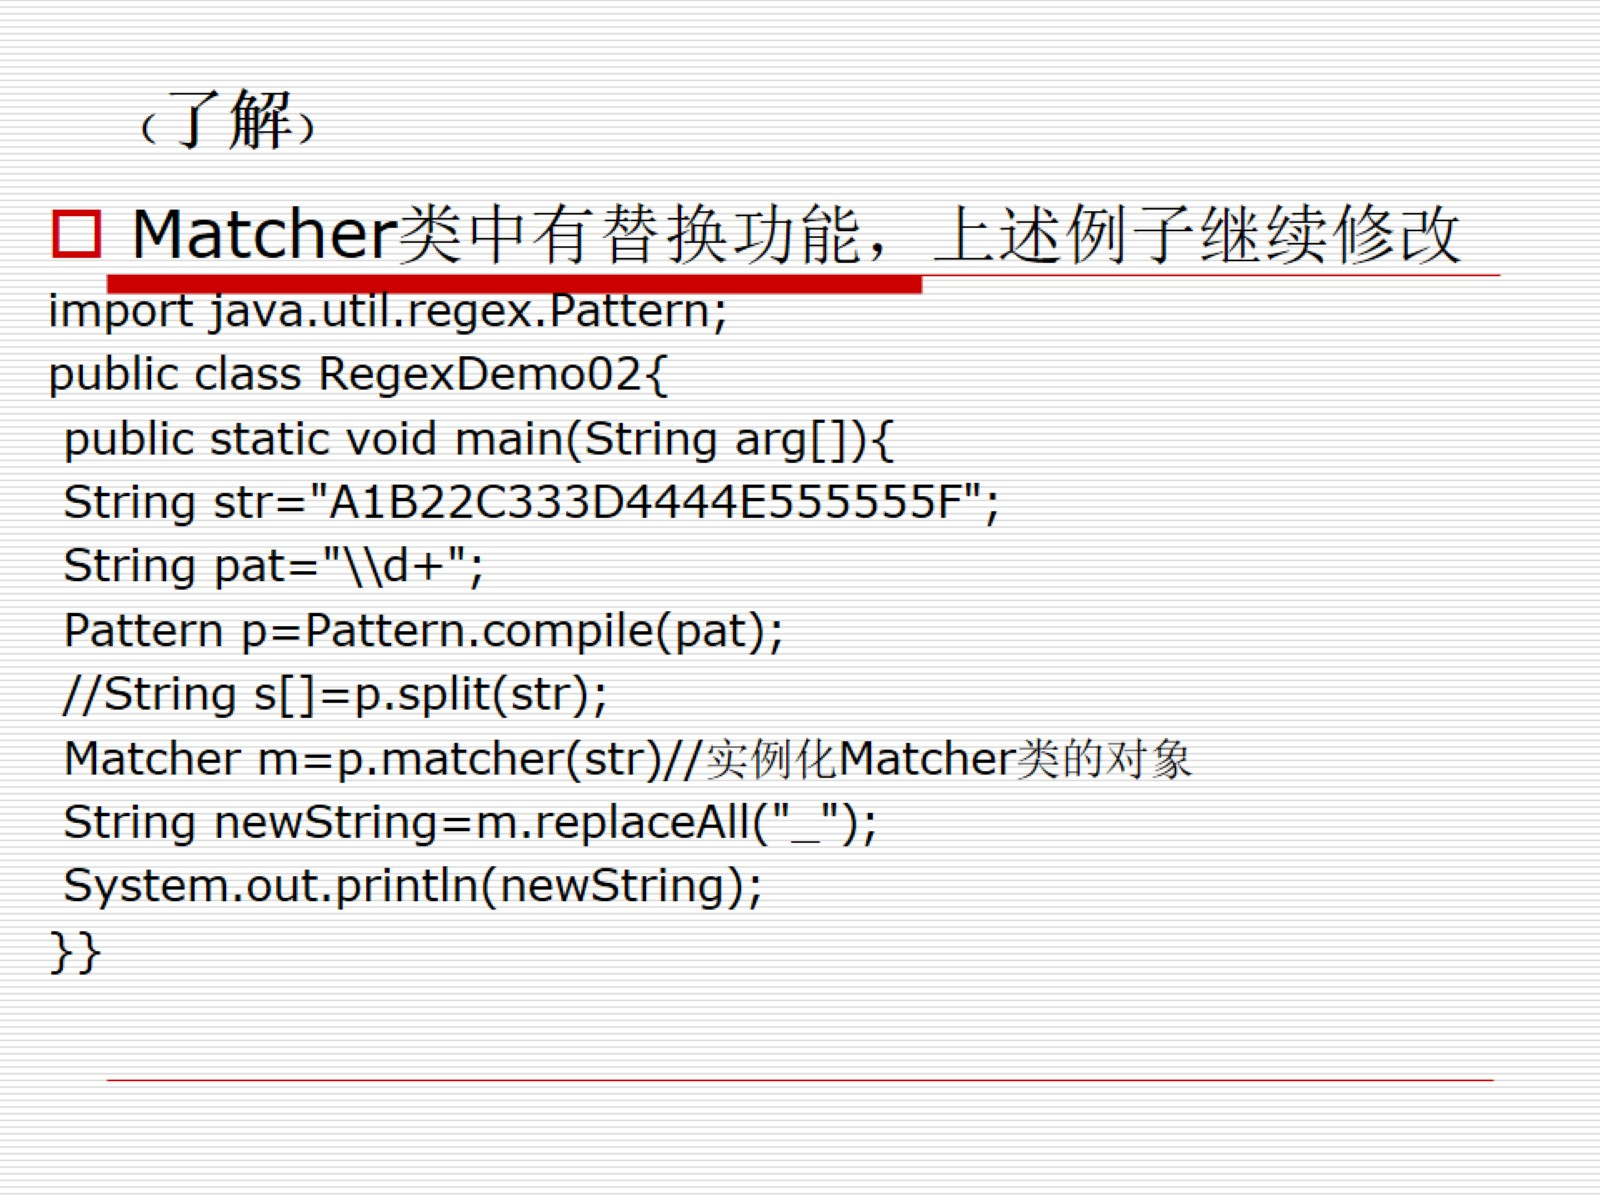 （了解）
Matcher类中有替换功能，上述例子继续修改
import java.util.regex.Pattern;
public class RegexDemo02{
public static void main(String arg[]){
String str="A1B22C333D4444E555555F";
String pat="\\d+";
Pattern p=Pattern.compile(pat);
//String s[]=p.split(str);
Matcher m=p.matcher(str)//实例化Matcher类的对象
String newString=m.replaceAll("_");
System.out.println(newString);
}}